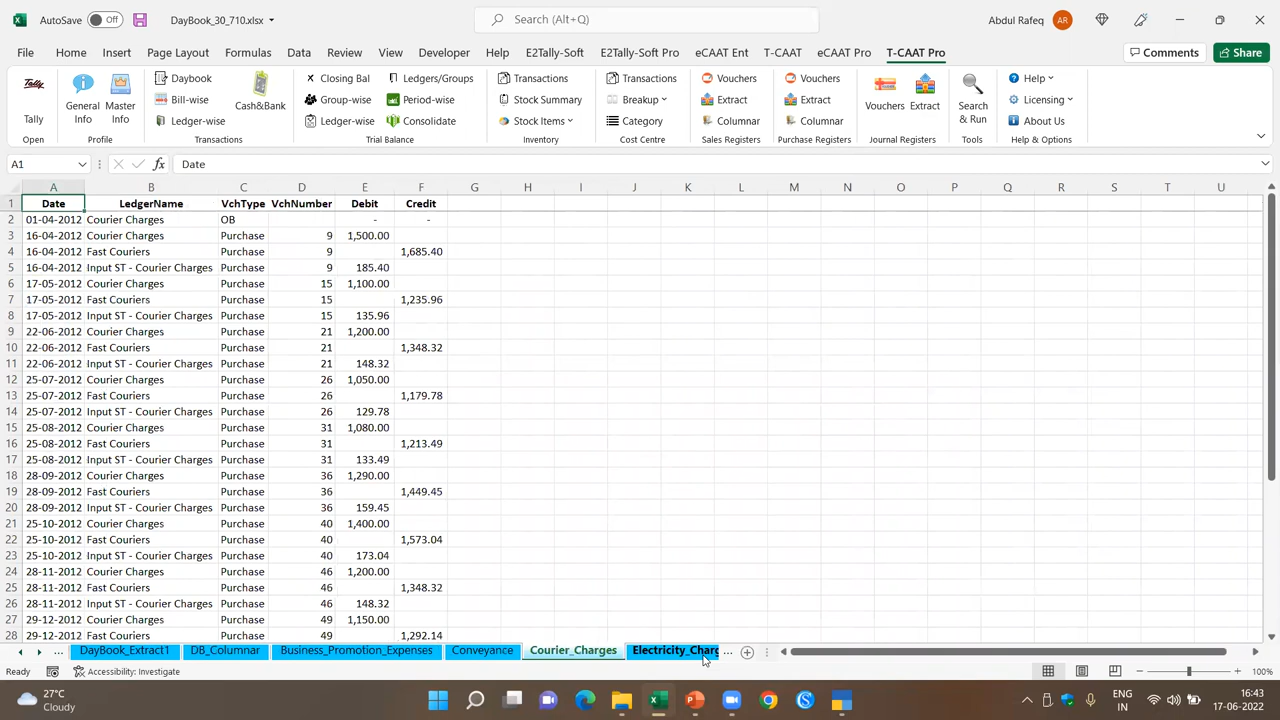 AutoSave Off DayBook_30_710.xlsx Search (Alt+Q) Abdul Rafeq AR
File Home Insert Page Layout Formulas Data Review View Developer Help E2Tally-Soft E2Tally-Soft Pro eCAAT Ent T-CAAT eCAAT Pro T-CAAT Pro Comments Share
Tally General Info Master Info Daybook Bill-wise Ledger-wise Cash&Bank Closing Bal Group-wise Ledger-wise Ledgers/Groups Period-wise Consolidate Transactions Stock Summary Stock Items Transactions Breakup Category Vouchers Extract Columnar Vouchers Extract Columnar Vouchers Extract Search & Run Help Licensing About Us
Open Profile Transactions Trial Balance Inventory Cost Centre Sales Registers Purchase Registers Journal Registers Tools Help & Options
A1 fx Date
A B C D E F G H I J K L M N O P Q R S T U
1 Date LedgerName VchType VchNumber Debit Credit
2 01-04-2012 Courier Charges OB - -
3 16-04-2012 Courier Charges Purchase 9 1,500.00
4 16-04-2012 Fast Couriers Purchase 9 1,685.40
5 16-04-2012 Input ST - Courier Charges Purchase 9 185.40
6 17-05-2012 Courier Charges Purchase 15 1,100.00
7 17-05-2012 Fast Couriers Purchase 15 1,235.96
8 17-05-2012 Input ST - Courier Charges Purchase 15 135.96
9 22-06-2012 Courier Charges Purchase 21 1,200.00
10 22-06-2012 Fast Couriers Purchase 21 1,348.32
11 22-06-2012 Input ST - Courier Charges Purchase 21 148.32
12 25-07-2012 Courier Charges Purchase 26 1,050.00
13 25-07-2012 Fast Couriers Purchase 26 1,179.78
14 25-07-2012 Input ST - Courier Charges Purchase 26 129.78
15 25-08-2012 Courier Charges Purchase 31 1,080.00
16 25-08-2012 Fast Couriers Purchase 31 1,213.49
17 25-08-2012 Input ST - Courier Charges Purchase 31 133.49
18 28-09-2012 Courier Charges Purchase 36 1,290.00
19 28-09-2012 Fast Couriers Purchase 36 1,449.45
20 28-09-2012 Input ST - Courier Charges Purchase 36 159.45
21 25-10-2012 Courier Charges Purchase 40 1,400.00
22 25-10-2012 Fast Couriers Purchase 40 1,573.04
23 25-10-2012 Input ST - Courier Charges Purchase 40 173.04
24 28-11-2012 Courier Charges Purchase 46 1,200.00
25 28-11-2012 Fast Couriers Purchase 46 1,348.32
26 28-11-2012 Input ST - Courier Charges Purchase 46 148.32
27 29-12-2012 Courier Charges Purchase 49 1,150.00
28 29-12-2012 Fast Couriers Purchase 49 1,292.14
... DayBook_Extract1 DB_Columnar Business_Promotion_Expenses Conveyance Courier_Charges Electricity_Charg ...
Ready Accessibility: Investigate 100%
27°C Cloudy ENG IN 16:43 17-06-2022